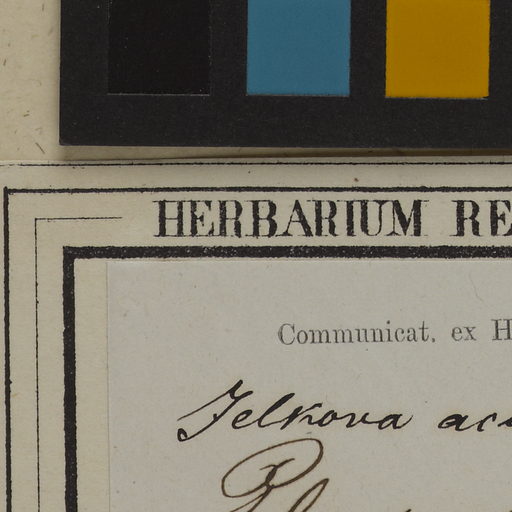 HERBARIUM RE
Communicat. ex H
Zelkova ac